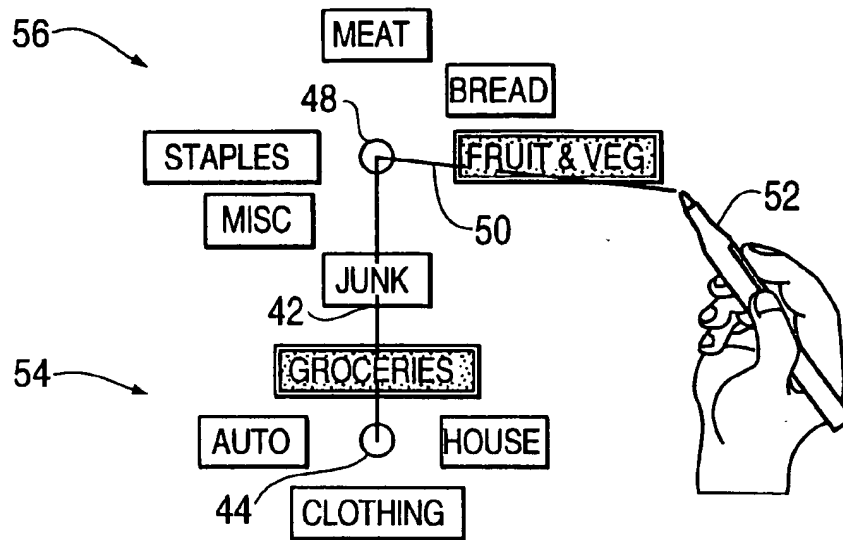 56
MEAT
BREAD
48
STAPLES
FRUIT & VEG
MISC
50
52
JUNK
42
GROCERIES
54
AUTO
HOUSE
44
CLOTHING